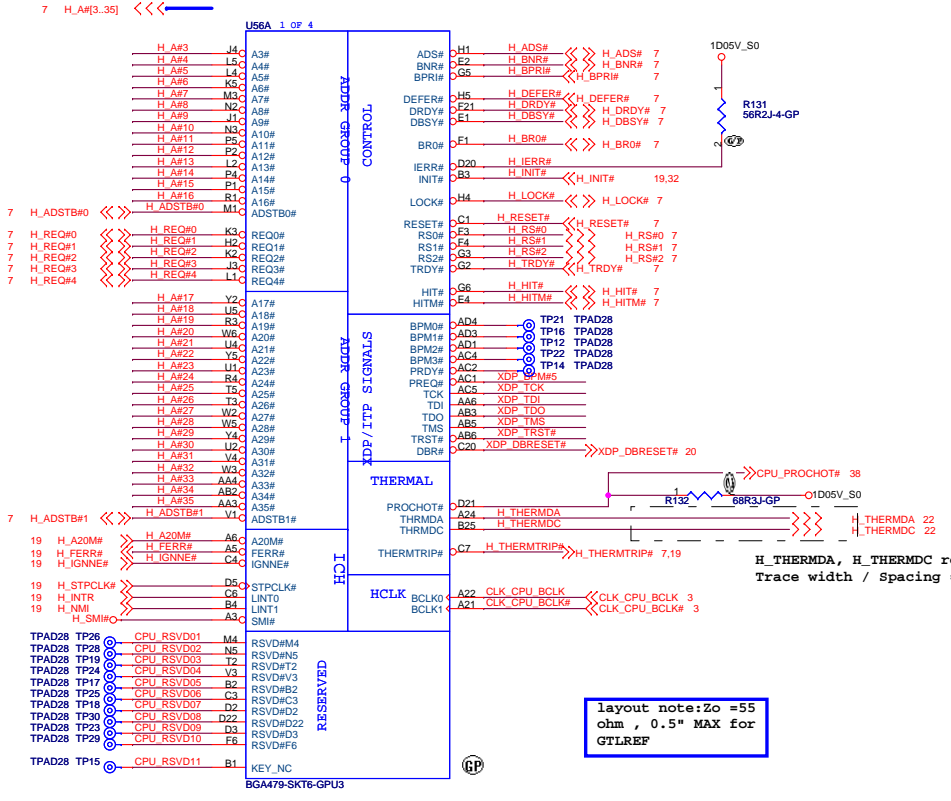 7 H_A#[3..35]
U56A 1 OF 4
H_A#3 J4 A3#
H_A#4 L5 A4#
H_A#5 L4 A5#
H_A#6 K5 A6#
H_A#7 M3 A7#
H_A#8 N2 A8#
H_A#9 J1 A9#
H_A#10 N3 A10#
H_A#11 P5 A11#
H_A#12 P2 A12#
H_A#13 L2 A13#
H_A#14 P4 A14#
H_A#15 P1 A15#
H_A#16 R1 A16#
7 H_ADSTB#0 H_ADSTB#0 M1 ADSTB0#
7 H_REQ#0 H_REQ#0 K3 REQ0#
7 H_REQ#1 H_REQ#1 H2 REQ1#
7 H_REQ#2 H_REQ#2 K2 REQ2#
7 H_REQ#3 H_REQ#3 J3 REQ3#
7 H_REQ#4 H_REQ#4 L1 REQ4#
ADDR GROUP 0
H_A#17 Y2 A17#
H_A#18 U5 A18#
H_A#19 R3 A19#
H_A#20 W6 A20#
H_A#21 U4 A21#
H_A#22 Y5 A22#
H_A#23 U1 A23#
H_A#24 R4 A24#
H_A#25 T5 A25#
H_A#26 T3 A26#
H_A#27 W2 A27#
H_A#28 W5 A28#
H_A#29 Y4 A29#
H_A#30 U2 A30#
H_A#31 V4 A31#
H_A#32 W3 A32#
H_A#33 AA4 A33#
H_A#34 AB2 A34#
H_A#35 AA3 A35#
7 H_ADSTB#1 H_ADSTB#1 V1 ADSTB1#
ADDR GROUP 1
19 H_A20M# H_A20M# A6 A20M#
19 H_FERR# H_FERR# A5 FERR#
19 H_IGNNE# H_IGNNE# C4 IGNNE#
19 H_STPCLK# D5 STPCLK#
19 H_INTR C6 LINT0
19 H_NMI B4 LINT1
H_SMI# A3 SMI#
ICH
TPAD28 TP26 CPU_RSVD01 M4 RSVD#M4
TPAD28 TP28 CPU_RSVD02 N5 RSVD#N5
TPAD28 TP19 CPU_RSVD03 T2 RSVD#T2
TPAD28 TP24 CPU_RSVD04 V3 RSVD#V3
TPAD28 TP17 CPU_RSVD05 B2 RSVD#B2
TPAD28 TP25 CPU_RSVD06 C3 RSVD#C3
TPAD28 TP18 CPU_RSVD07 D2 RSVD#D2
TPAD28 TP30 CPU_RSVD08 D22 RSVD#D22
TPAD28 TP23 CPU_RSVD09 D3 RSVD#D3
TPAD28 TP29 CPU_RSVD10 F6 RSVD#F6
TPAD28 TP15 CPU_RSVD11 B1 KEY_NC
RESERVED
BGA479-SKT6-GPU3
CONTROL
ADS# H1 H_ADS# H_ADS# 7
BNR# E2 H_BNR# H_BNR# 7
BPRI# G5 H_BPRI# H_BPRI# 7
DEFER# H5 H_DEFER# H_DEFER# 7
DRDY# F21 H_DRDY# H_DRDY# 7
DBSY# E1 H_DBSY# H_DBSY# 7
BR0# F1 H_BR0# H_BR0# 7
IERR# D20 H_IERR#
INIT# B3 H_INIT# H_INIT# 19,32
LOCK# H4 H_LOCK# H_LOCK# 7
RESET# C1 H_RESET# H_RESET# 7
RS0# F3 H_RS#0 H_RS#0 7
RS1# F4 H_RS#1 H_RS#1 7
RS2# G3 H_RS#2 H_RS#2 7
TRDY# G2 H_TRDY# H_TRDY# 7
HIT# G6 H_HIT# H_HIT# 7
HITM# E4 H_HITM# H_HITM# 7
1D05V_S0
1
R131
56R2J-4-GP
2
XDP/ITP SIGNALS
BPM0# AD4 TP21 TPAD28
BPM1# AD3 TP16 TPAD28
BPM2# AD1 TP12 TPAD28
BPM3# AC4 TP22 TPAD28
PRDY# AC2 TP14 TPAD28
PREQ# AC1 XDP_BPM#5
TCK AC5 XDP_TCK
TDI AA6 XDP_TDI
TDO AB3 XDP_TDO
TMS AB5 XDP_TMS
TRST# AB6 XDP_TRST#
DBR# C20 XDP_DBRESET# XDP_DBRESET# 20
THERMAL
CPU_PROCHOT# 38
R132 1 68R3J-GP 1D05V_S0
PROCHOT# D21
THRMDA A24 H_THERMDA H_THERMDA 22
THRMDC B25 H_THERMDC H_THERMDC 22
THERMTRIP# C7 H_THERMTRIP# H_THERMTRIP# 7,19
H_THERMDA, H_THERMDC
Trace width / Spacing
HCLK
BCLK0 A22 CLK_CPU_BCLK CLK_CPU_BCLK 3
BCLK1 A21 CLK_CPU_BCLK# CLK_CPU_BCLK# 3
layout note:Zo =55
ohm , 0.5" MAX for
GTLREF
GP